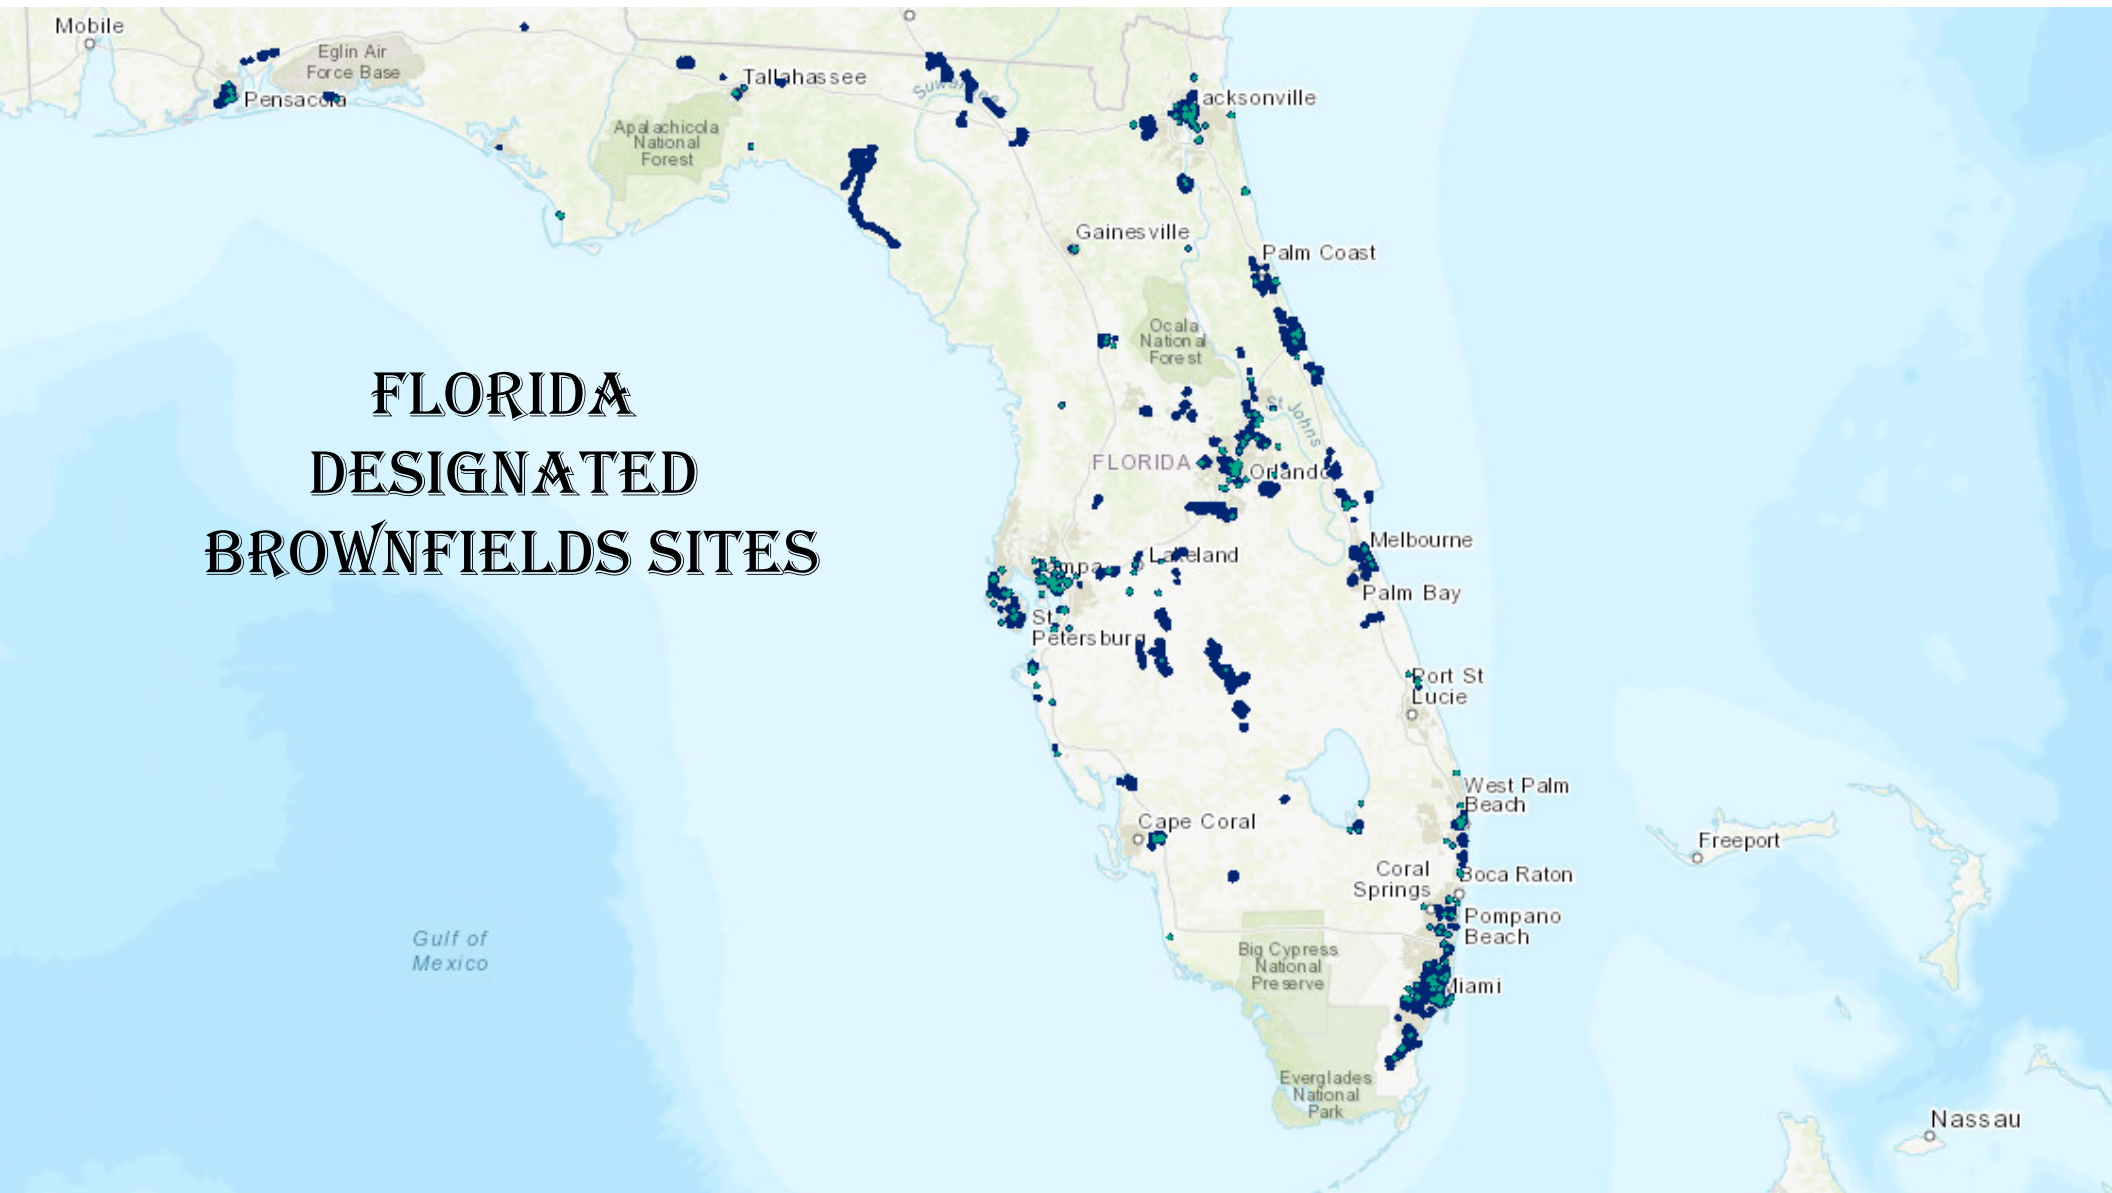 Mobile
Eglin Air
Force Base
Pensacola
Tallahassee
Apalachicola
National
Forest
Suwannee
Jacksonville
Gainesville
Palm Coast
Ocala
National
Forest
FLORIDA
DESIGNATED
BROWNFIELDS SITES
St Johns
FLORIDA
Orlando
Melbourne
Lakeland
Tampa
Palm Bay
St
Petersburg
Port St
Lucie
West Palm
Beach
Cape Coral
Freeport
Coral
Springs
Boca Raton
Pompano
Beach
Gulf of
Mexico
Big Cypress
National
Preserve
Miami
Everglades
National
Park
Nassau